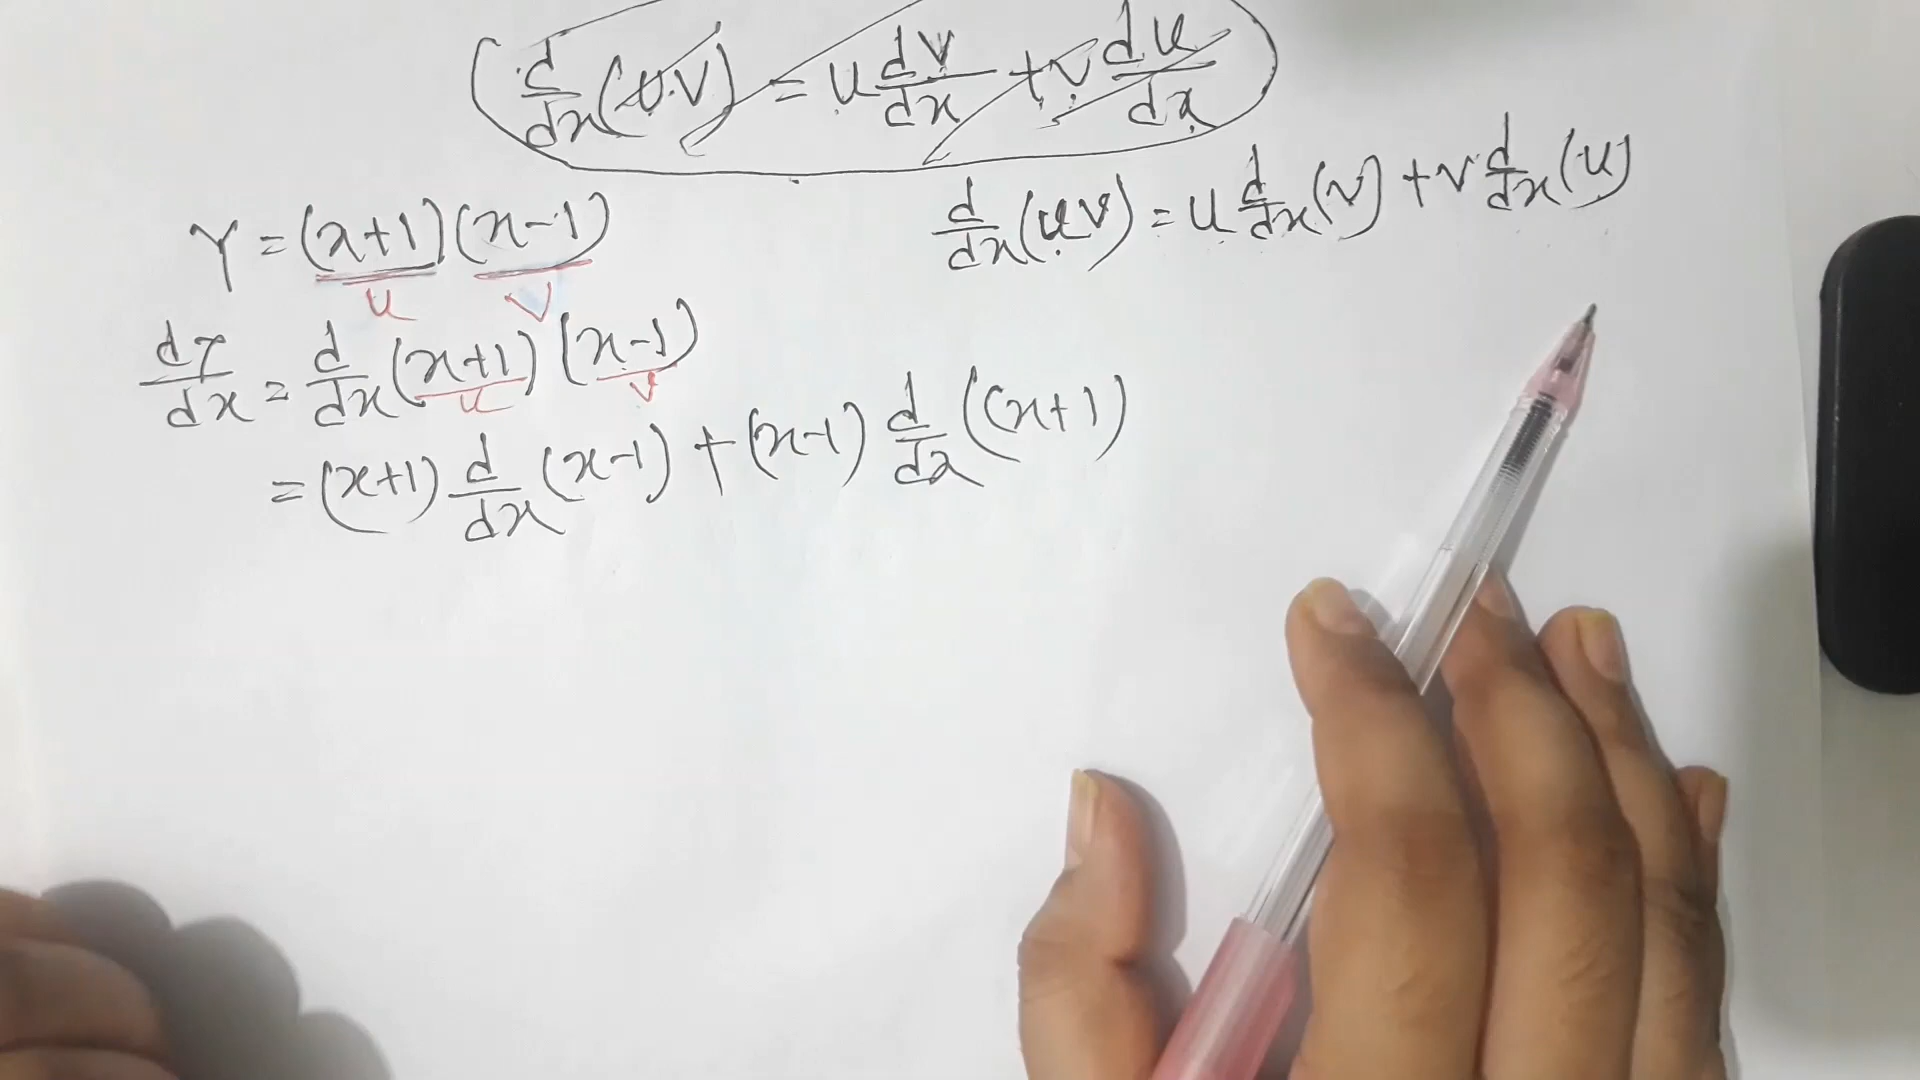 d/dx (u.v) = u dv/dx + v du/dx
d/dx (uv) = u d/dx (v) + v d/dx (u)
Y = (x+1)(x-1)
u v
dy/dx = d/dx (x+1) (x-1)
u v
= (x+1) d/dx (x-1) + (x-1) d/dx ((x+1)